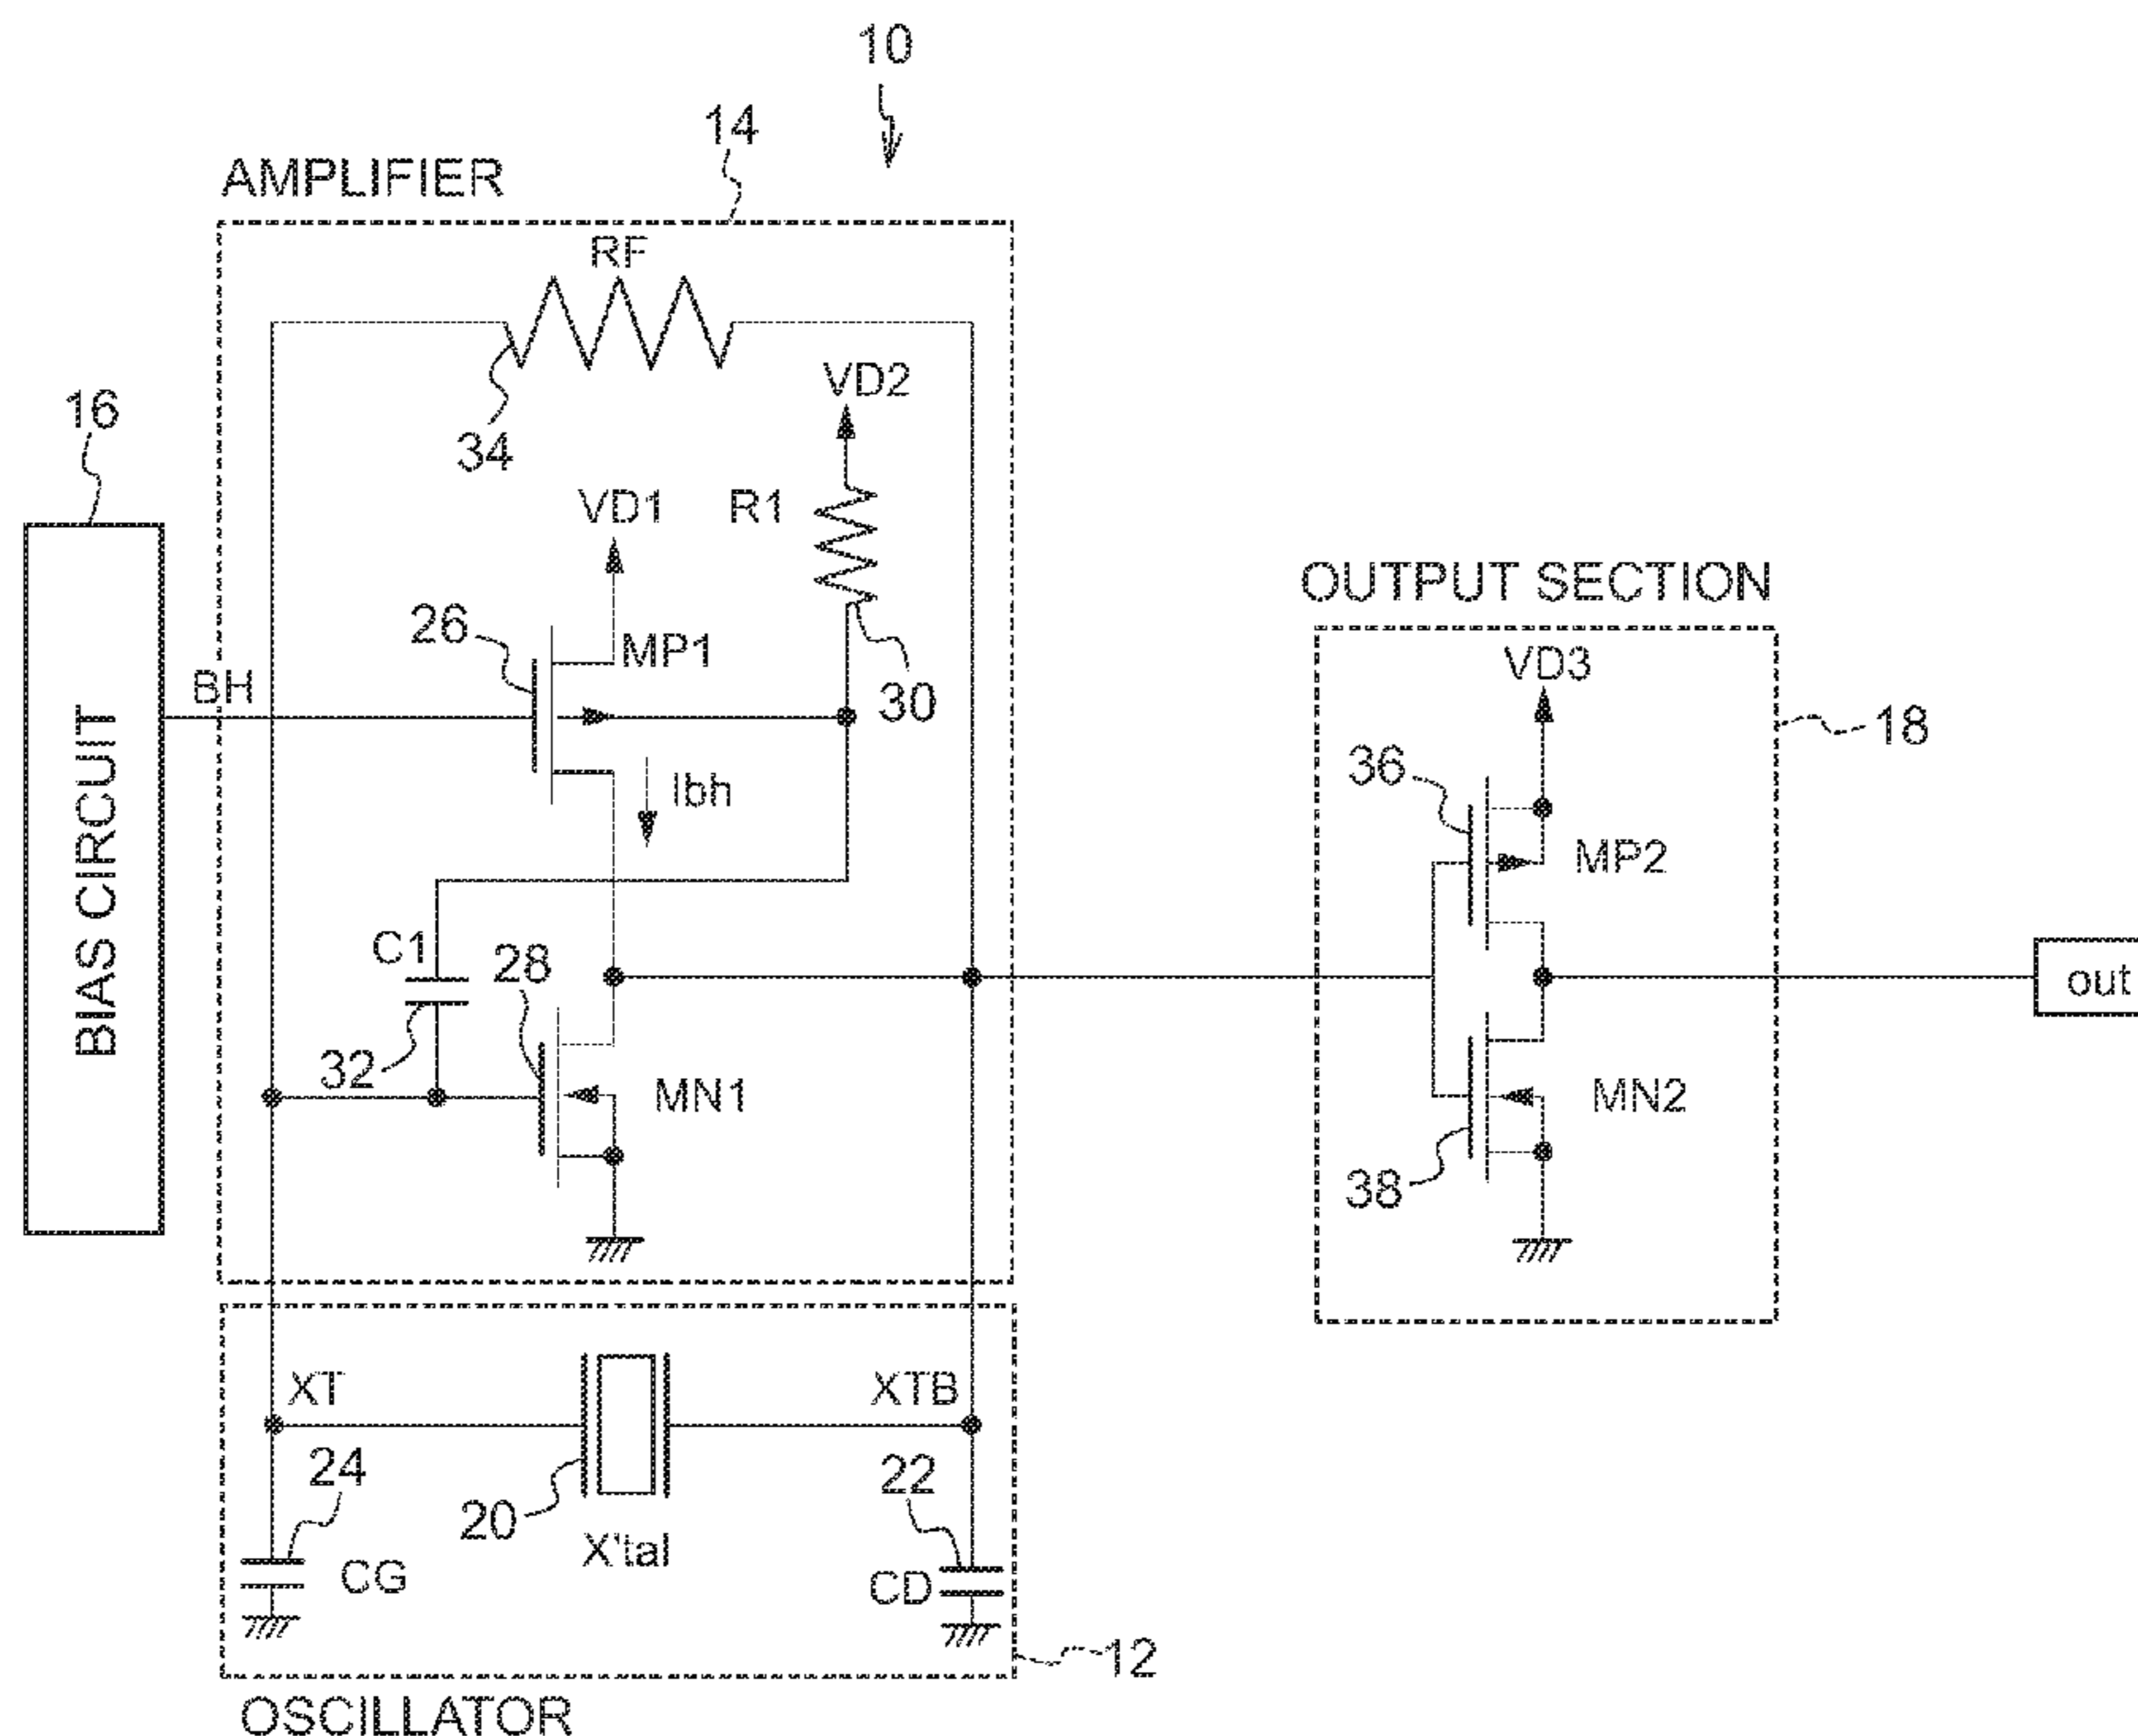 10
14
AMPLIFIER
RF
VD2
16
34
VD1
R1
OUTPUT SECTION
26
MP1
VD3
BH
30
18
BIAS CIRCUIT
36
Ibh
MP2
C1
28
out
32
MN1
MN2
38
XT
XTB
24
22
20
X'tal
CG
CD
12
OSCILLATOR